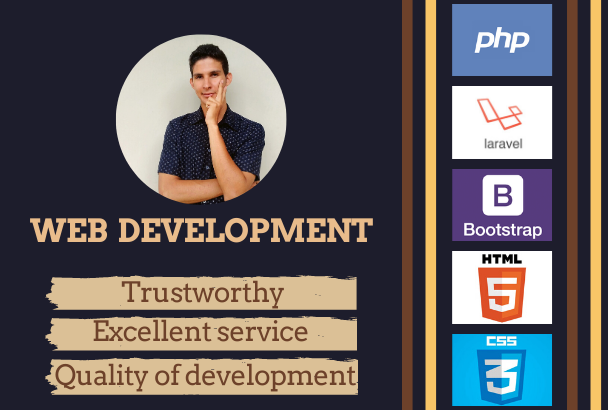 WEB DEVELOPMENT
Trustworthy
Excellent service
Quality of development
php
laravel
B
Bootstrap
HTML
5
CSS
3